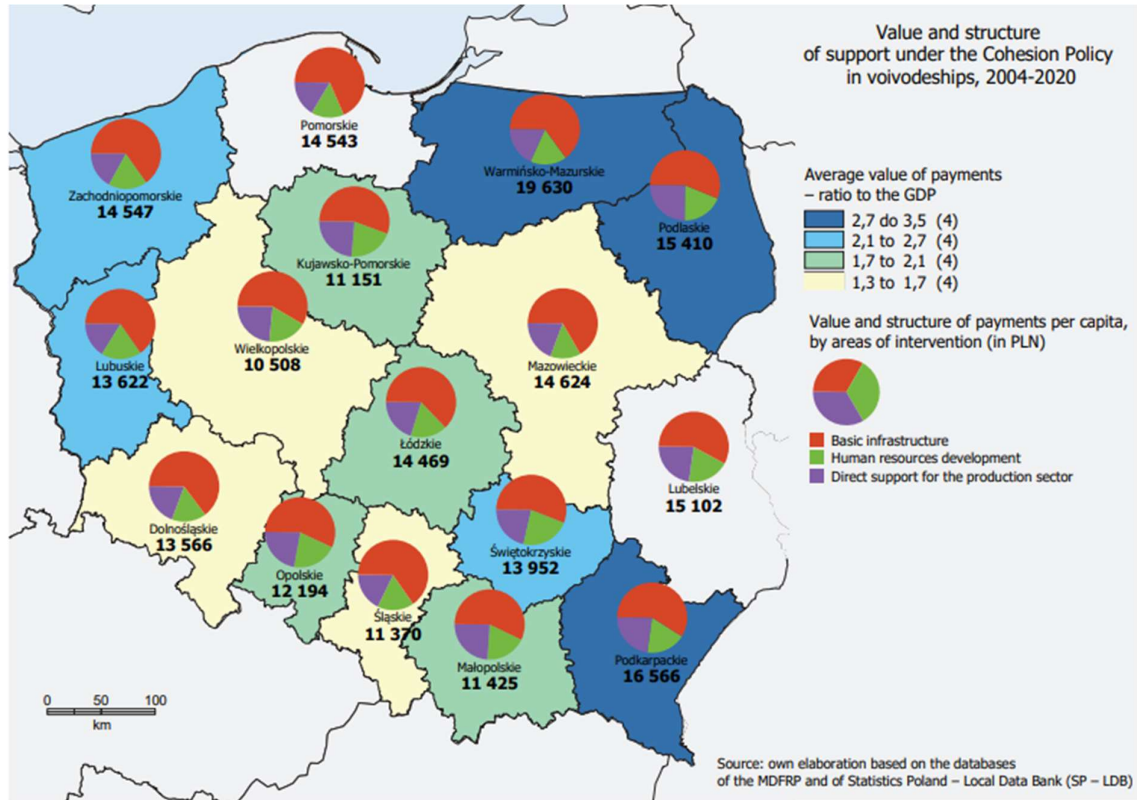 Value and structure
of support under the Cohesion Policy
in voivodeships, 2004-2020
Pomorskie
14 543
Zachodniopomorskie
14 547
Warmińsko-Mazurskie
19 630
Podlaskie
15 410
Kujawsko-Pomorskie
11 151
Lubuskie
13 622
Wielkopolskie
10 508
Mazowieckie
14 624
Łódzkie
14 469
Lubelskie
15 102
Dolnośląskie
13 566
Opolskie
12 194
Śląskie
11 370
Świętokrzyskie
13 952
Małopolskie
11 425
Podkarpackie
16 566
Average value of payments
– ratio to the GDP
2,7 do 3,5 (4)
2,1 to 2,7 (4)
1,7 to 2,1 (4)
1,3 to 1,7 (4)
Value and structure of payments per capita,
by areas of intervention (in PLN)
Basic infrastructure
Human resources development
Direct support for the production sector
0 50 100
km
Source: own elaboration based on the databases
of the MDFRP and of Statistics Poland – Local Data Bank (SP – LDB)